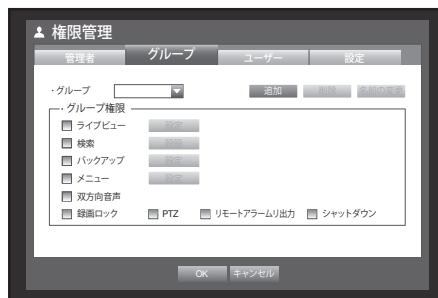 権限管理
管理者 グループ ユーザー 設定
・グループ 追加 削除 名前の変更
・グループ権限
ライブビュー 設定
検索 設定
バックアップ 設定
メニュー 設定
双方向音声
録画ロック PTZ リモートアラームリ出力 シャットダウン
OK キャンセル